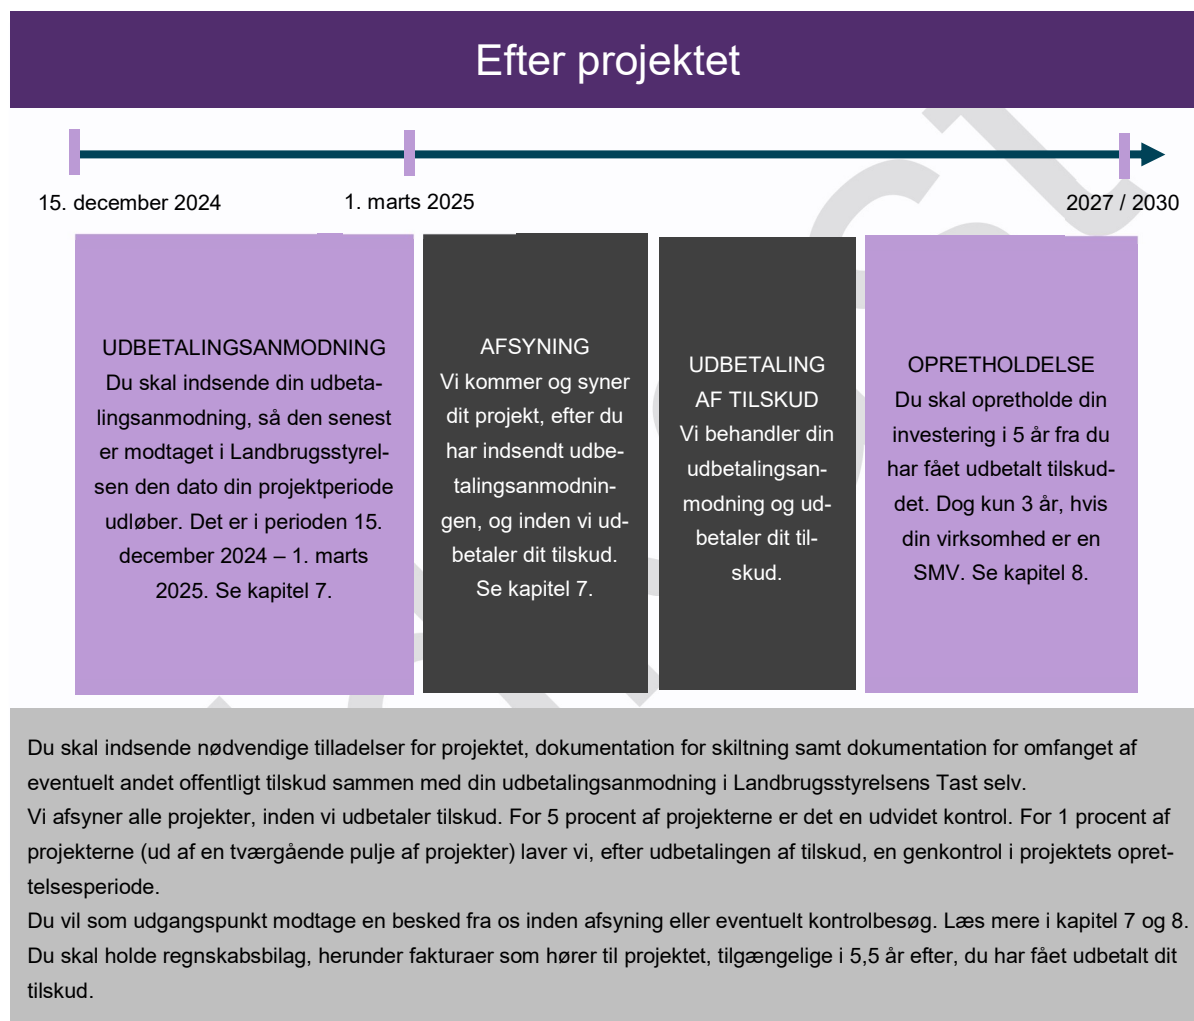 Efter projektet
15. december 2024
1. marts 2025
2027 / 2030
UDBETALINGSANMODNING
Du skal indsende din udbeta-
lingsanmodning, så den senest
er modtaget i Landbrugsstyrel-
sen den dato din projektperiode
udløber. Det er i perioden 15.
december 2024 – 1. marts
2025. Se kapitel 7.
AFSYNING
Vi kommer og syner
dit projekt, efter du
har indsendt udbe-
talingsanmodnin-
gen, og inden vi ud-
betaler dit tilskud.
Se kapitel 7.
UDBETALING
AF TILSKUD
Vi behandler din
udbetalingsan-
modning og ud-
betaler dit til-
skud.
OPRETHOLDELSE
Du skal opretholde din
investering i 5 år fra du
har fået udbetalt tilskud-
det. Dog kun 3 år, hvis
din virksomhed er en
SMV. Se kapitel 8.
Du skal indsende nødvendige tilladelser for projektet, dokumentation for skiltning samt dokumentation for omfanget af
eventuelt andet offentligt tilskud sammen med din udbetalingsanmodning i Landbrugsstyrelsens Tast selv.
Vi afsyner alle projekter, inden vi udbetaler tilskud. For 5 procent af projekterne er det en udvidet kontrol. For 1 procent af
projekterne (ud af en tværgående pulje af projekter) laver vi, efter udbetalingen af tilskud, en genkontrol i projektets opret-
telsesperiode.
Du vil som udgangspunkt modtage en besked fra os inden afsyning eller eventuelt kontrolbesøg. Læs mere i kapitel 7 og 8.
Du skal holde regnskabsbilag, herunder fakturaer som hører til projektet, tilgængelige i 5,5 år efter, du har fået udbetalt dit
tilskud.